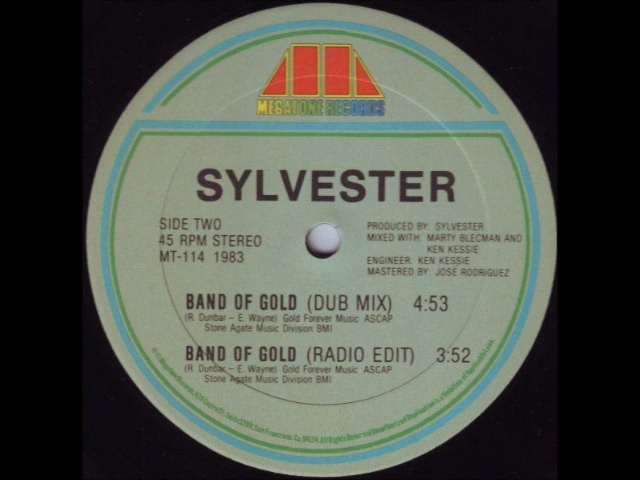 MEGATONE RECORDS
SYLVESTER
SIDE TWO
45 RPM STEREO
MT-114 1983
PRODUCED BY: SYLVESTER
MIXED WITH: MARTY BLECMAN AND
KEN KESSIE
ENGINEER: KEN KESSIE
MASTERED BY: JOSE RODRIGUEZ
BAND OF GOLD (DUB MIX) 4:53
(R. Dunbar – E. Wayne) Gold Forever Music ASCAP
Stone Agate Music Division BMI
BAND OF GOLD (RADIO EDIT) 3:52
(R. Dunbar – E. Wayne) Gold Forever Music ASCAP
Stone Agate Music Division BMI